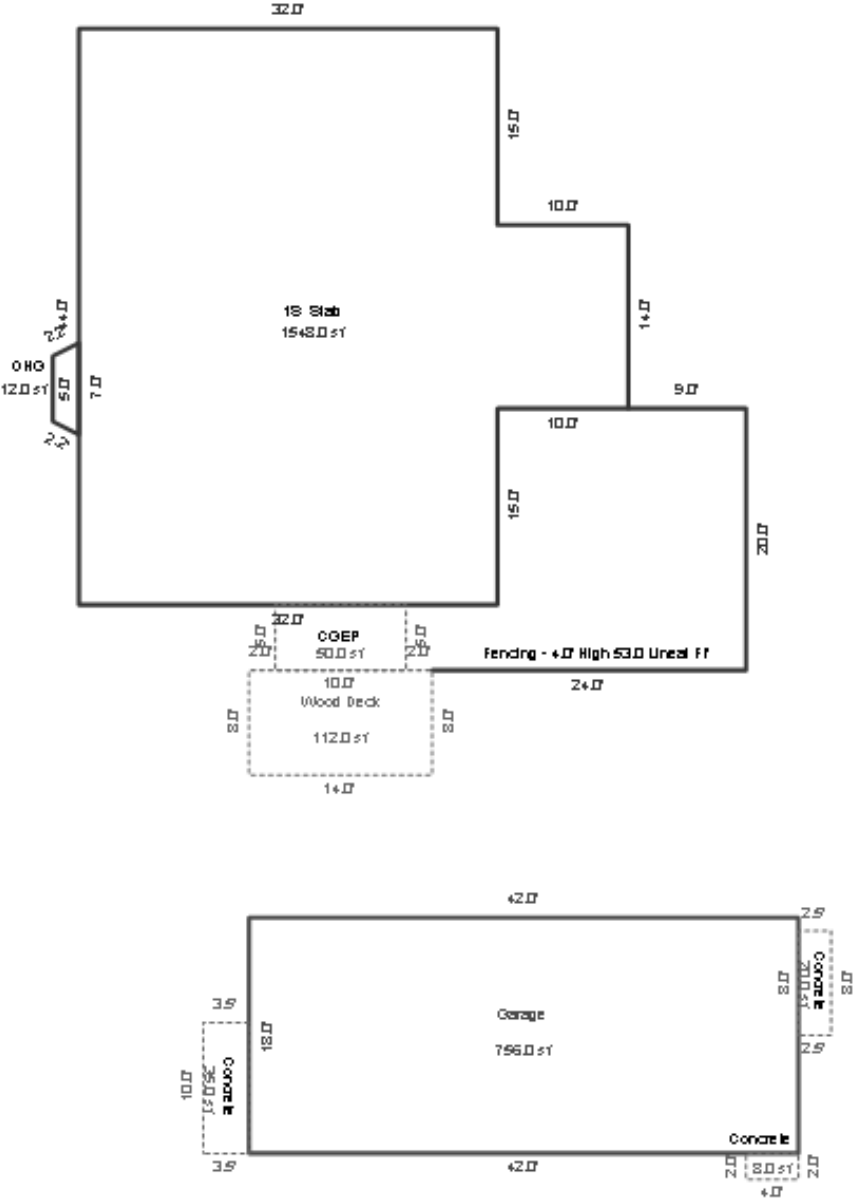 32.0'
15.0'
10.0'
14.0'
1S Slab
1548.0 sf
44.0'
2.2'
OHG
12.0 sf
5.0'
7.0'
2.2'
9.0'
10.0'
15.0'
20.0'
32.0'
5.0'
CGEP
5.0'
2.0'
50.0 sf
2.0'
Fencing - 4.0' High 53.0 Lineal Ft
10.0'
24.0'
Wood Deck
8.0'
8.0'
112.0 sf
14.0'
42.0'
2.5'
Concrete
20.0 sf
8.0'
8.0'
3.5'
Garage
18.0'
2.5'
756.0 sf
10.0'
35.0 sf
Concrete
Concrete
3.5'
42.0'
2.0'
8.0 sf
2.0'
4.0'